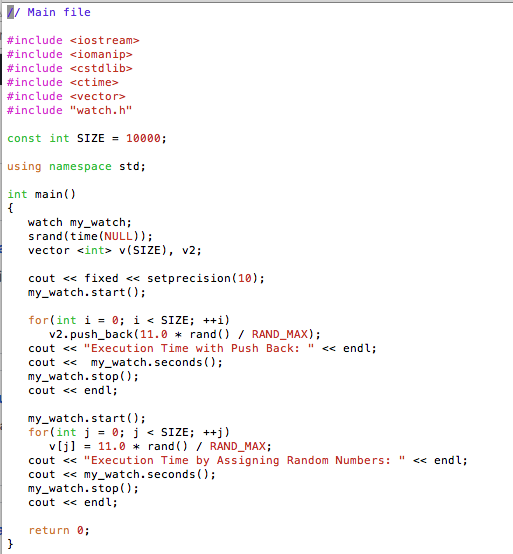 // Main file

#include <iostream>
#include <iomanip>
#include <cstdlib>
#include <ctime>
#include <vector>
#include "watch.h"

const int SIZE = 10000;

using namespace std;

int main()
{
   watch my_watch;
   srand(time(NULL));
   vector <int> v(SIZE), v2;

   cout << fixed << setprecision(10);
   my_watch.start();

   for(int i = 0; i < SIZE; ++i)
      v2.push_back(11.0 * rand() / RAND_MAX);
   cout << "Execution Time with Push Back: " << endl;
   cout <<  my_watch.seconds();
   my_watch.stop();
   cout << endl;

   my_watch.start();
   for(int j = 0; j < SIZE; ++j)
      v[j] = 11.0 * rand() / RAND_MAX;
   cout << "Execution Time by Assigning Random Numbers: " << endl;
   cout << my_watch.seconds();
   my_watch.stop();
   cout << endl;

   return 0;
}